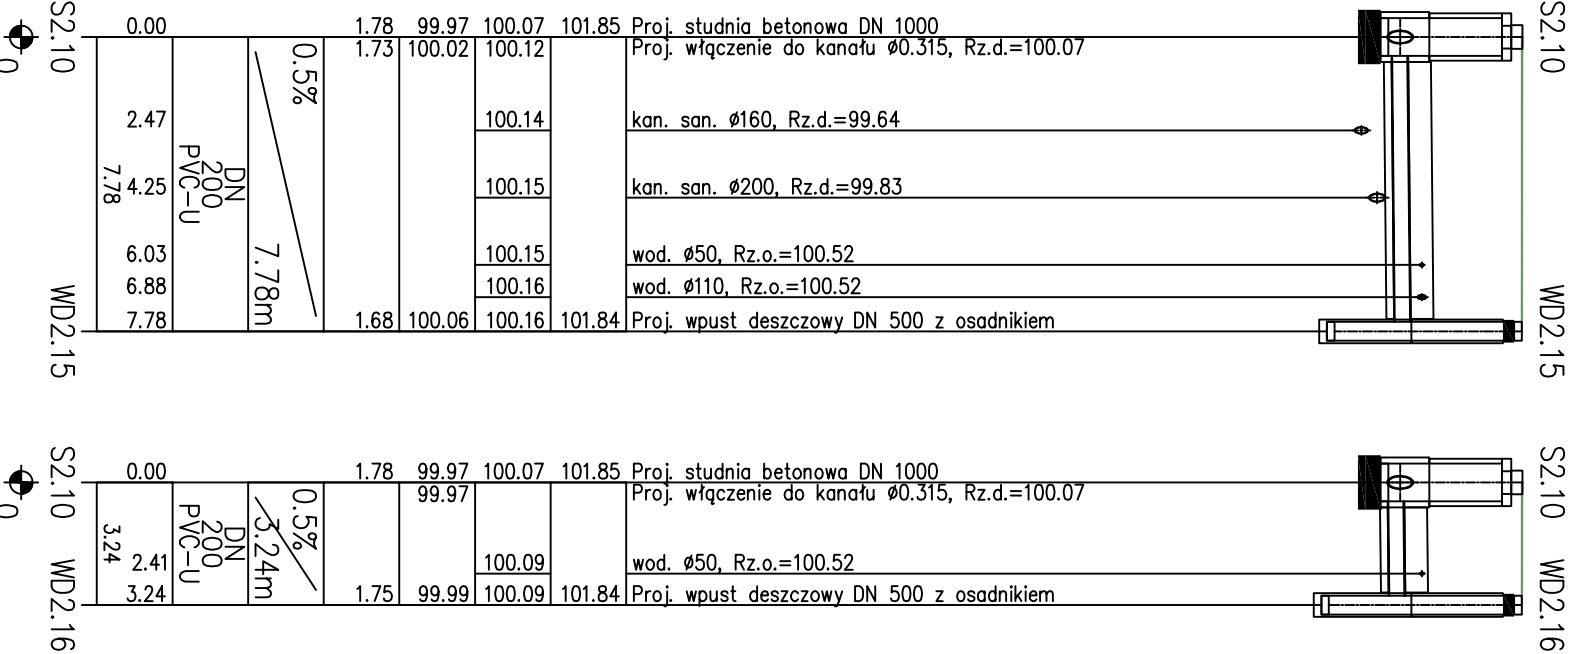 S2.10
0.00 1.78 99.97 100.07 101.85 Proj. studnia betonowa DN 1000
1.73 100.02 100.12 Proj. włączenie do kanału ø0.315, Rz.d.=100.07
0.5%
2.47 100.14 kan. san. ø160, Rz.d.=99.64
DN
200
PVC-U
7.78
4.25 100.15 kan. san. ø200, Rz.d.=99.83
6.03 100.15 wod. ø50, Rz.o.=100.52
7.78m
6.88 100.16 wod. ø110, Rz.o.=100.52
7.78 1.68 100.06 100.16 101.84 Proj. wpust deszczowy DN 500 z osadnikiem
WD2.15
S2.10
WD2.15
S2.10
0.00 1.78 99.97 100.07 101.85 Proj. studnia betonowa DN 1000
99.97 Proj. włączenie do kanału ø0.315, Rz.d.=100.07
0.5%
3.24m
DN
200
PVC-U
3.24
2.41 100.09 wod. ø50, Rz.o.=100.52
3.24 1.75 99.99 100.09 101.84 Proj. wpust deszczowy DN 500 z osadnikiem
WD2.16
S2.10
WD2.16